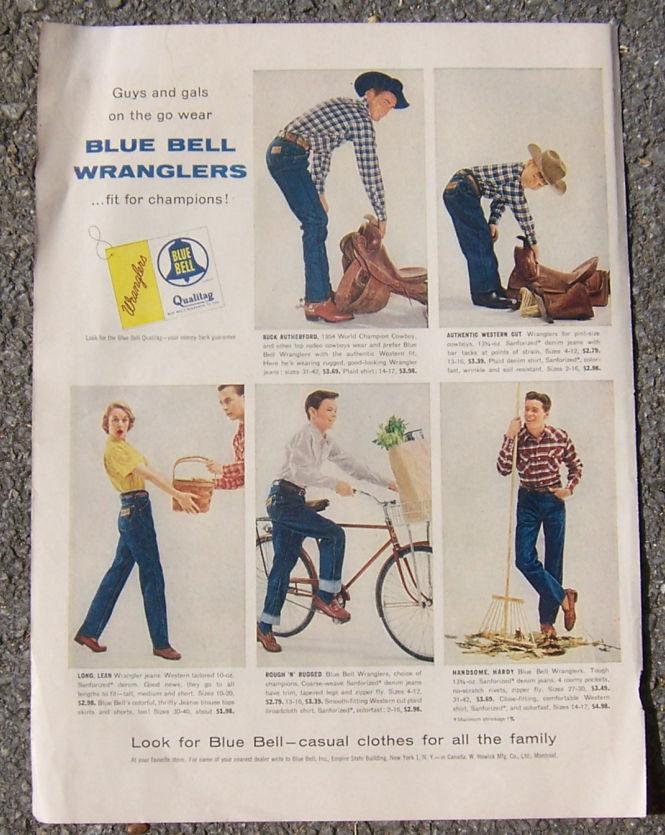 Guys and gals
on the go wear
BLUE BELL
WRANGLERS
...fit for champions!
Wranglers
BLUE
BELL
Qualitag
Look for the Blue Bell Qualitag—your money-back guarantee
BUCK RUTHERFORD, 1954 World Champion Cowboy,
and other top rodeo cowboys wear and prefer Blue
Bell Wranglers with the authentic Western fit.
Here he's wearing rugged, good-looking Wrangler
jeans: sizes 31-42, $3.69. Plaid shirt: 14-17, $3.98.
AUTHENTIC WESTERN CUT Wranglers for pint-size
cowboys. 13¾-oz. Sanforized* denim jeans with
bar tacks at points of strain. Sizes 4-12, $2.79.
13-16, $3.39. Plaid denim shirt, Sanforized*, color-
fast, wrinkle and soil resistant. Sizes 2-16, $2.98.
LONG, LEAN Wrangler jeans. Western tailored 10-oz.
Sanforized* denim. Good news, they go to all
lengths to fit—tall, medium and short. Sizes 10-20,
$2.98. Blue Bell's colorful, thrifty Jeanie blouse tops
skirts and shorts, too! Sizes 30-40, about $1.98.
ROUGH 'N' RUGGED Blue Bell Wranglers, choice of
champions. Coarse-weave Sanforized* denim jeans
have trim, tapered legs and zipper fly. Sizes 4-12,
$2.79. 13-16, $3.39. Smooth-fitting Western cut plaid
broadcloth shirt, Sanforized*, colorfast; 2-16, $2.98.
HANDSOME, HARDY Blue Bell Wranglers. Tough
13¾-oz. Sanforized* denim jeans, 4 roomy pockets,
no-scratch rivets, zipper fly. Sizes 27-30, $3.49.
31-42, $3.69. Close-fitting, comfortable Western
shirt, Sanforized*, and colorfast, Sizes 14-17, $4.98.
*Maximum shrinkage 1%
Look for Blue Bell—casual clothes for all the family
At your favorite store. For name of your nearest dealer write to Blue Bell, Inc., Empire State Building, New York 1, N. Y.—in Canada, W. Howick Mfg. Co., Ltd., Montreal.